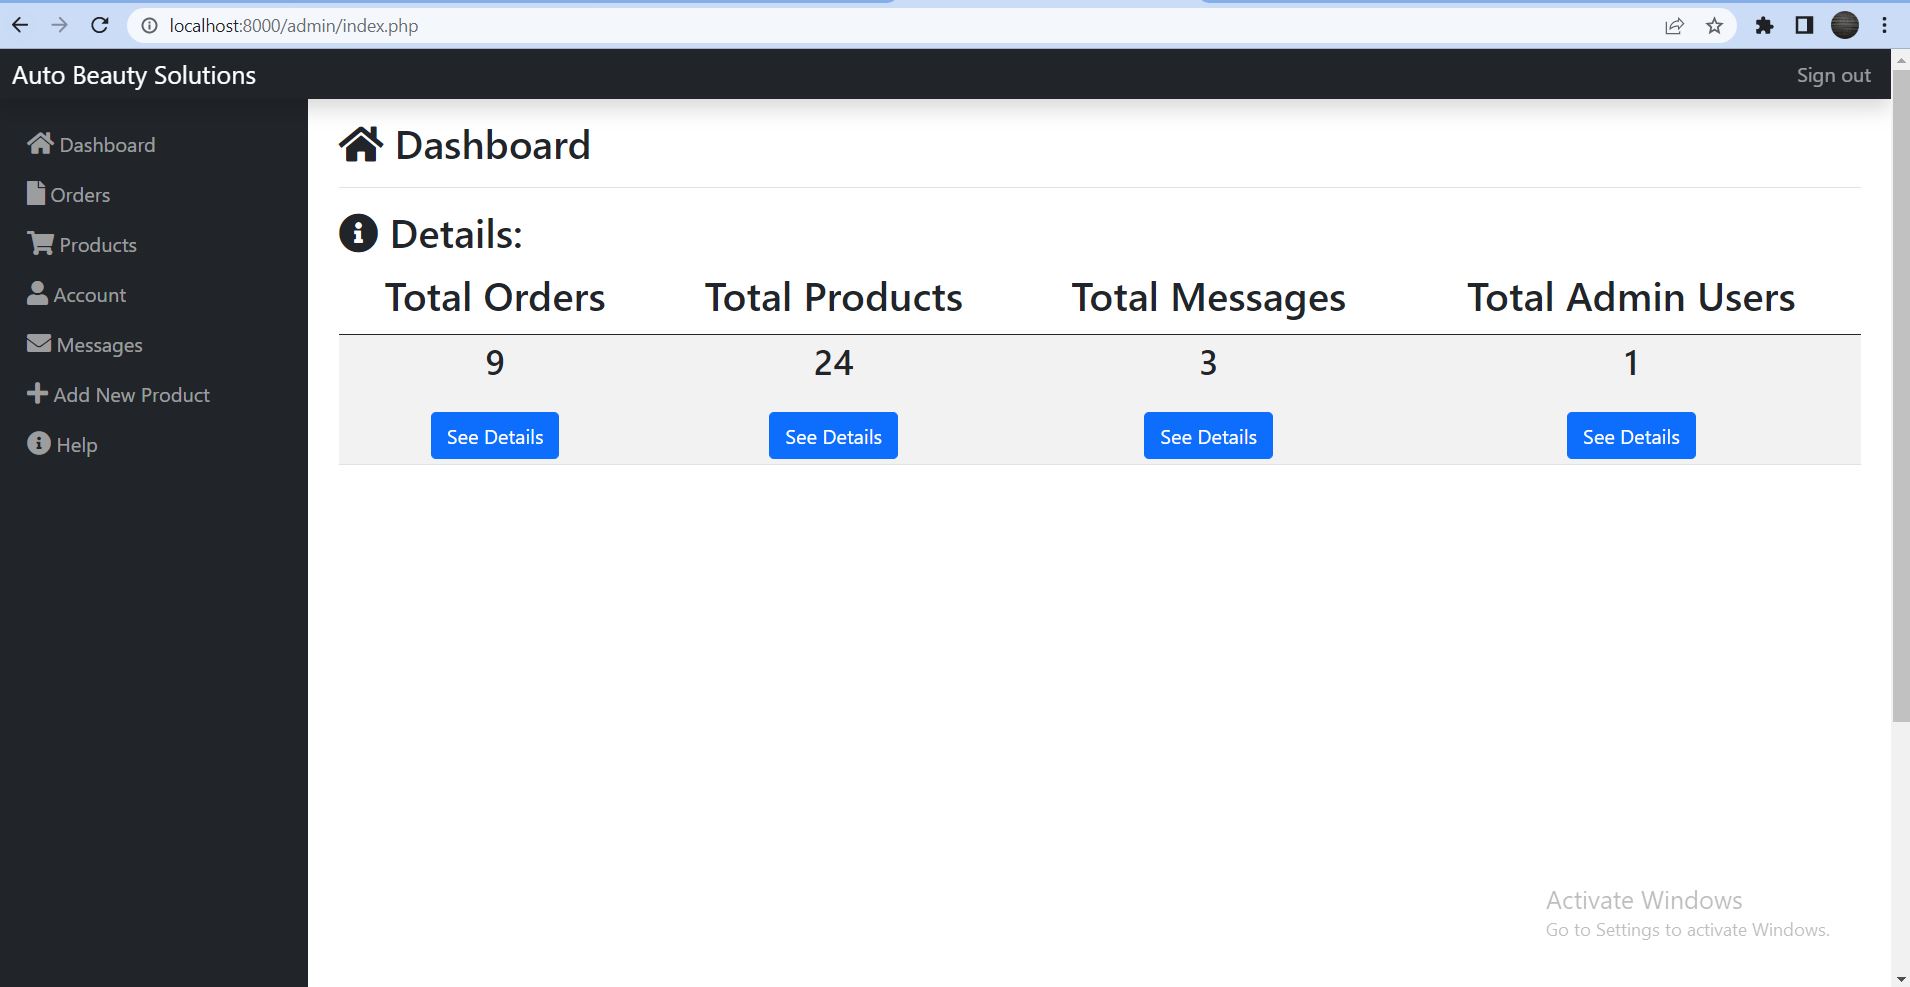 localhost:8000/admin/index.php
Auto Beauty Solutions
Sign out
Dashboard
Orders
Products
Account
Messages
Add New Product
Help
Dashboard
Details:
Total Orders Total Products Total Messages Total Admin Users
9 24 3 1
See Details See Details See Details See Details
Activate Windows
Go to Settings to activate Windows.